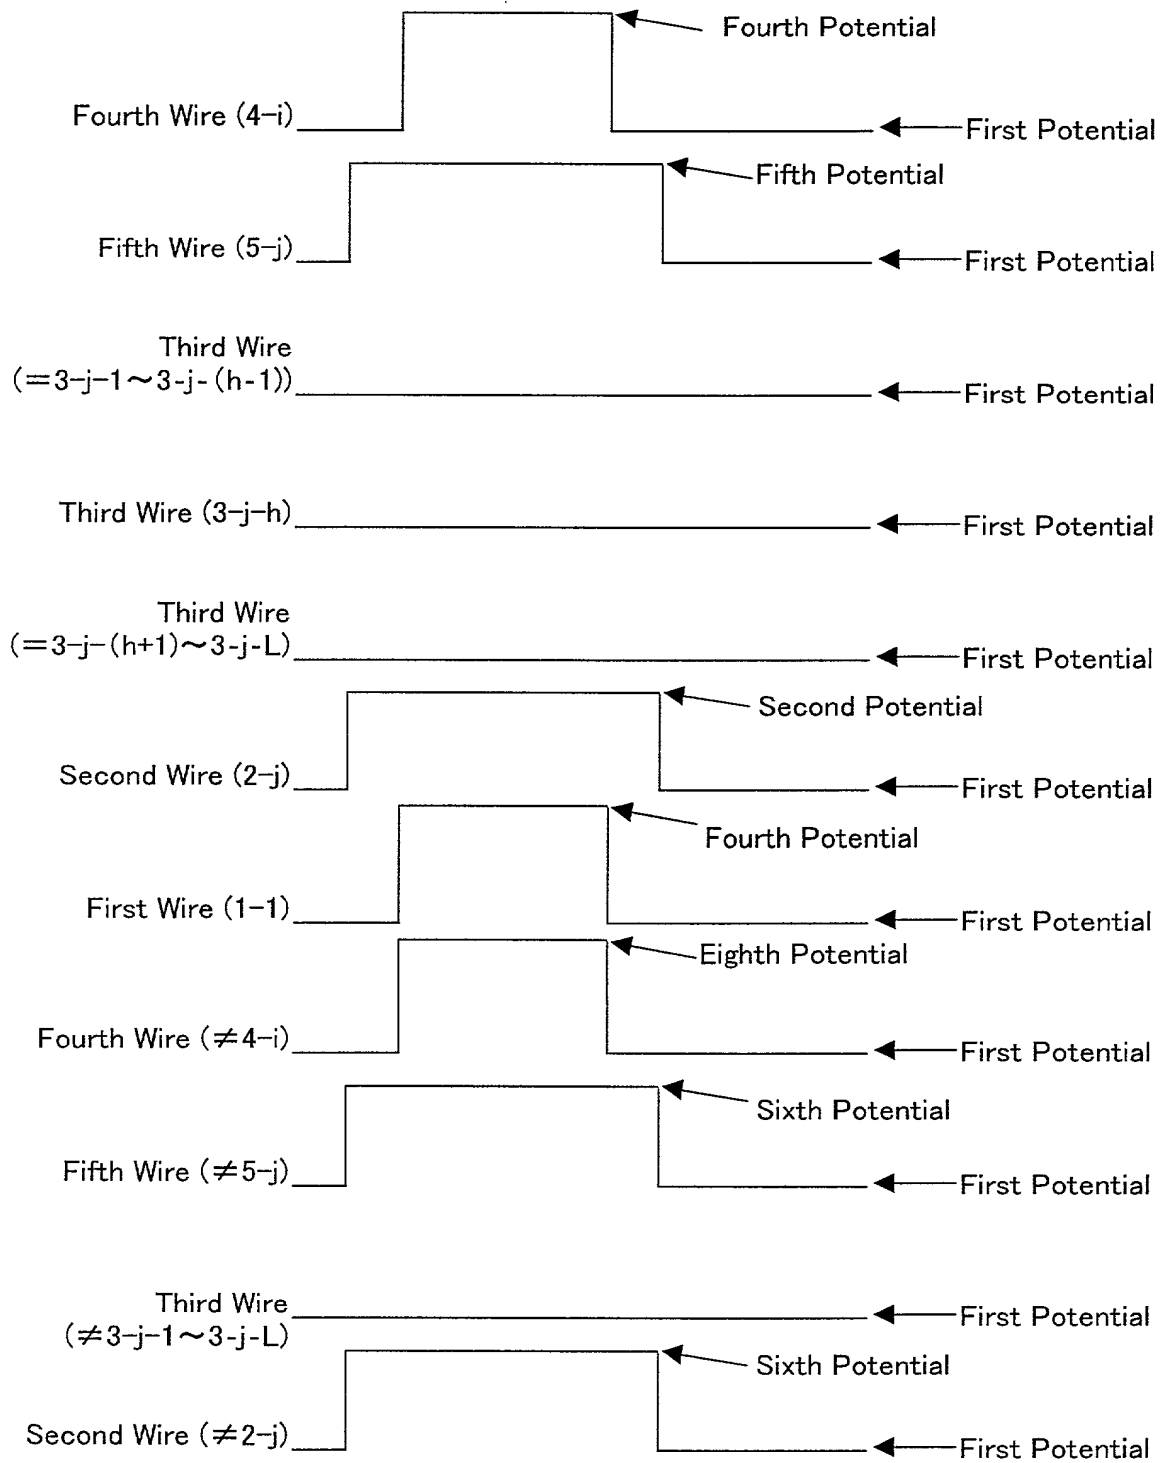 Fourth Potential
Fourth Wire (4-i)
First Potential
Fifth Potential
Fifth Wire (5-j)
First Potential
Third Wire
(=3-j-1~3-j-(h-1))
First Potential
Third Wire (3-j-h)
First Potential
Third Wire
(=3-j-(h+1)~3-j-L)
First Potential
Second Potential
Second Wire (2-j)
First Potential
Fourth Potential
First Wire (1-1)
First Potential
Eighth Potential
Fourth Wire (≠4-i)
First Potential
Sixth Potential
Fifth Wire (≠5-j)
First Potential
Third Wire
(≠3-j-1~3-j-L)
First Potential
Sixth Potential
Second Wire (≠2-j)
First Potential